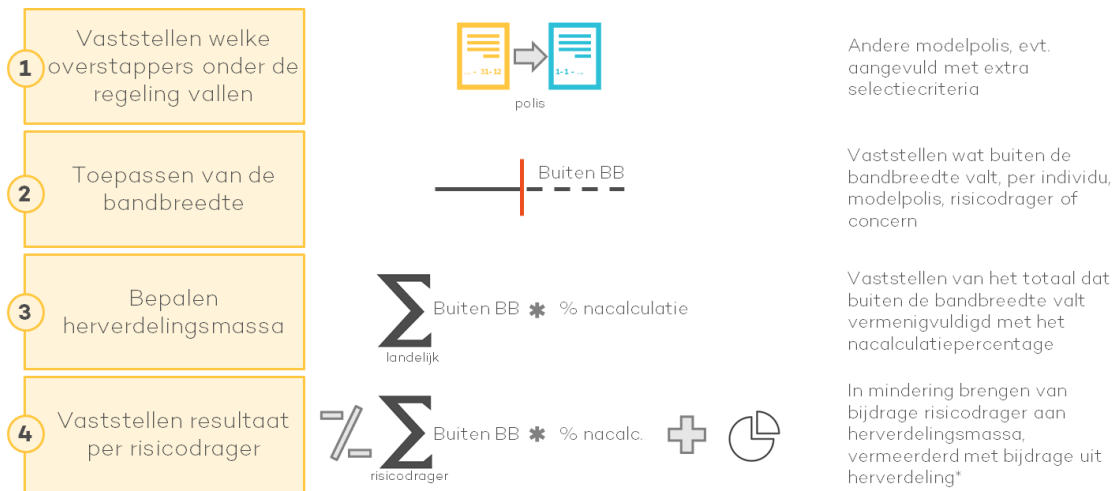 1
Vaststellen welke
overstappers onder de
regeling vallen
... - 31-12
1-1 - ...
polis
Andere modelpolis, evt.
aangevuld met extra
selectiecriteria
2
Toepassen van de
bandbreedte
Buiten BB
Vaststellen wat buiten de
bandbreedte valt, per individu,
modelpolis, risicodrager of
concern
3
Bepalen
herverdelingsmassa
∑ Buiten BB * % nacalculatie
landelijk
Vaststellen van het totaal dat
buiten de bandbreedte valt
vermenigvuldigd met het
nacalculatiepercentage
4
Vaststellen resultaat
per risicodrager
-/- ∑ Buiten BB * % nacalc. +
risicodrager
In mindering brengen van
bijdrage risicodrager aan
herverdelingsmassa,
vermeerderd met bijdrage uit
herverdeling*